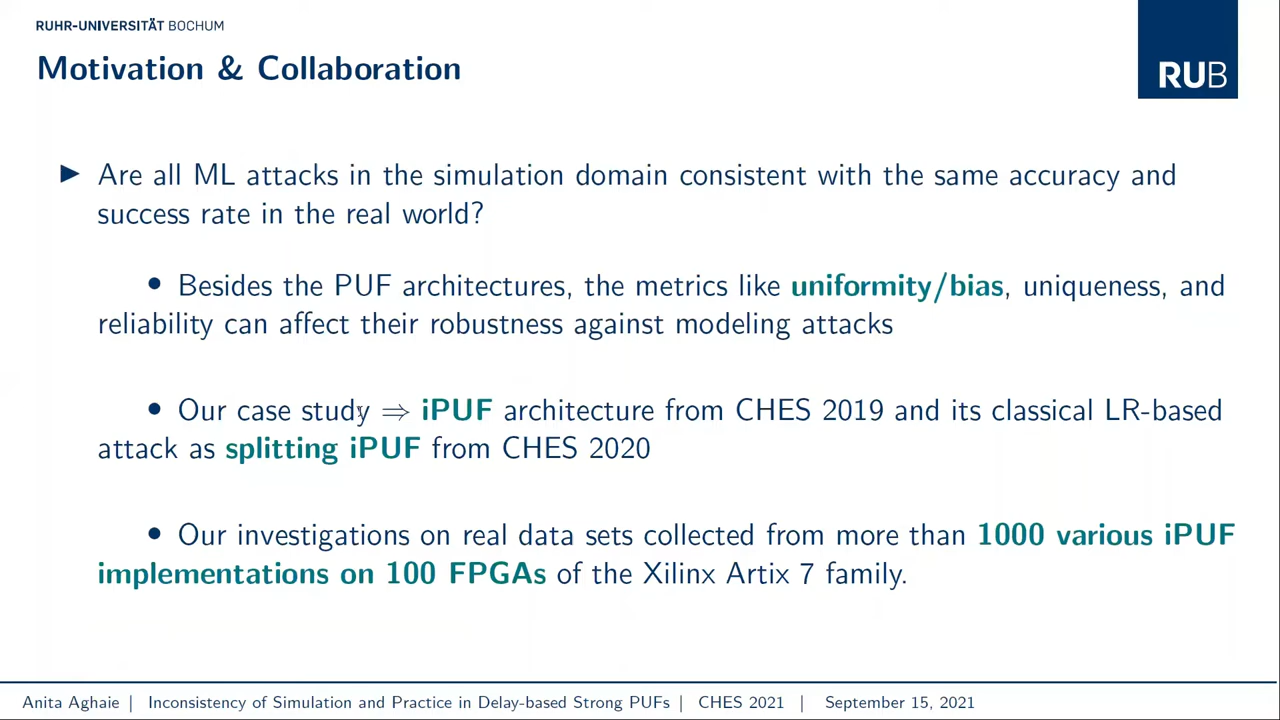 RUHR-UNIVERSITÄT BOCHUM
Motivation & Collaboration
RUB
▶ Are all ML attacks in the simulation domain consistent with the same accuracy and
success rate in the real world?
• Besides the PUF architectures, the metrics like uniformity/bias, uniqueness, and
reliability can affect their robustness against modeling attacks
• Our case study ⇒ iPUF architecture from CHES 2019 and its classical LR-based
attack as splitting iPUF from CHES 2020
• Our investigations on real data sets collected from more than 1000 various iPUF
implementations on 100 FPGAs of the Xilinx Artix 7 family.
Anita Aghaie | Inconsistency of Simulation and Practice in Delay-based Strong PUFs | CHES 2021 | September 15, 2021